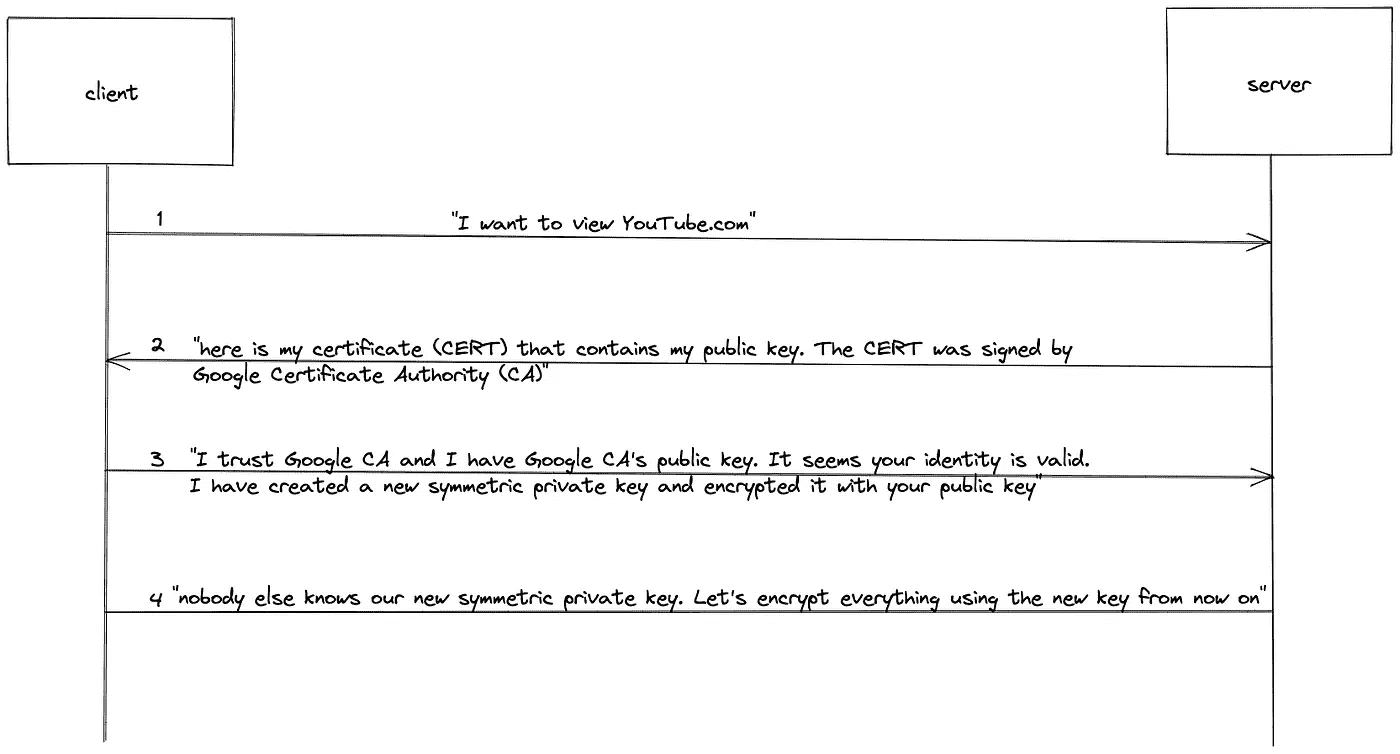 client
server
1
"I want to view YouTube.com"
2 "here is my certificate (CERT) that contains my public key. The CERT was signed by
Google Certificate Authority (CA)"
3 "I trust Google CA and I have Google CA's public key. It seems your identity is valid.
I have created a new symmetric private key and encrypted it with your public key"
4 "nobody else knows our new symmetric private key. Let's encrypt everything using the new key from now on"